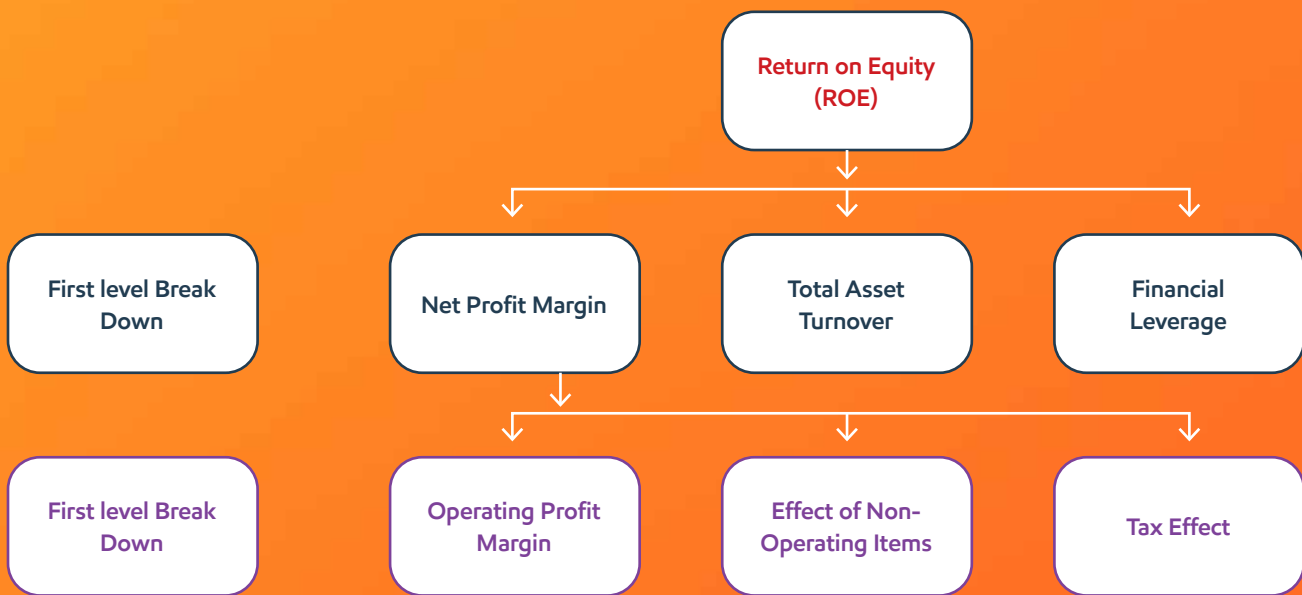 Return on Equity
(ROE)
First level Break
Down
Net Profit Margin
Total Asset
Turnover
Financial
Leverage
First level Break
Down
Operating Profit
Margin
Effect of Non-
Operating Items
Tax Effect